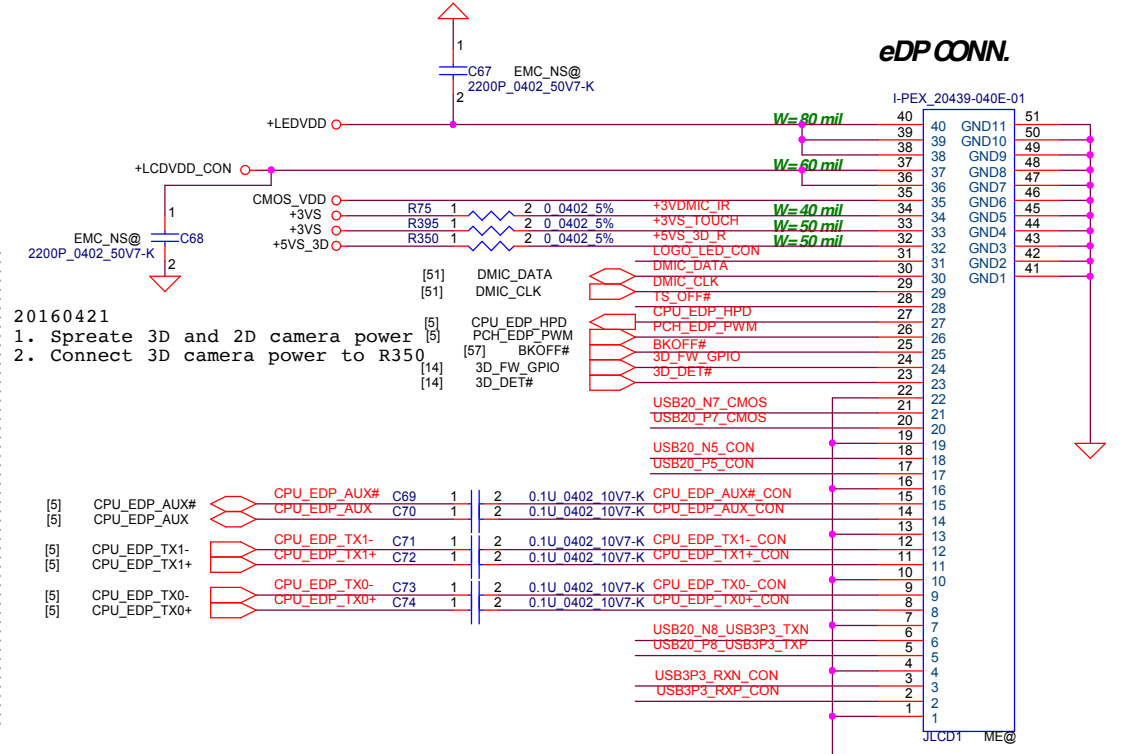 eDP CONN.
1
C67 EMC_NS@
2200P_0402_50V7-K
2
I-PEX_20439-040E-01
+LEDVDD W=80 mil
+LCDVDD_CON W=60 mil
CMOS_VDD
+3VS R75 1 2 0_0402_5% +3VDMIC_IR W=40 mil
+3VS R395 1 2 0_0402_5% +3VS_TOUCH W=50 mil
+5VS_3D R350 1 2 0_0402_5% +5VS_3D_R W=50 mil
1
EMC_NS@ C68
2200P_0402_50V7-K
2
LOGO_LED_CON
[51] DMIC_DATA DMIC_DATA
[51] DMIC_CLK DMIC_CLK
TS_OFF#
20160421
1. Spreate 3D and 2D camera power
2. Connect 3D camera power to R350
[5] CPU_EDP_HPD CPU_EDP_HPD
[5] PCH_EDP_PWM PCH_EDP_PWM
[57] BKOFF# BKOFF#
[14] 3D_FW_GPIO 3D_FW_GPIO
[14] 3D_DET# 3D_DET#
USB20_N7_CMOS
USB20_P7_CMOS
USB20_N5_CON
USB20_P5_CON
[5] CPU_EDP_AUX# CPU_EDP_AUX# C69 1 2 0.1U_0402_10V7-K CPU_EDP_AUX#_CON
[5] CPU_EDP_AUX CPU_EDP_AUX C70 1 2 0.1U_0402_10V7-K CPU_EDP_AUX_CON
[5] CPU_EDP_TX1- CPU_EDP_TX1- C71 1 2 0.1U_0402_10V7-K CPU_EDP_TX1-_CON
[5] CPU_EDP_TX1+ CPU_EDP_TX1+ C72 1 2 0.1U_0402_10V7-K CPU_EDP_TX1+_CON
[5] CPU_EDP_TX0- CPU_EDP_TX0- C73 1 2 0.1U_0402_10V7-K CPU_EDP_TX0-_CON
[5] CPU_EDP_TX0+ CPU_EDP_TX0+ C74 1 2 0.1U_0402_10V7-K CPU_EDP_TX0+_CON
USB20_N8_USB3P3_TXN
USB20_P8_USB3P3_TXP
USB3P3_RXN_CON
USB3P3_RXP_CON
40 40 GND11 51
39 39 GND10 50
38 38 GND9 49
37 37 GND8 48
36 36 GND7 47
35 35 GND6 46
34 34 GND5 45
33 33 GND4 44
32 32 GND3 43
31 31 GND2 42
30 30 GND1 41
29 29
28 28
27 27
26 26
25 25
24 24
23 23
22 22
21 21
20 20
19 19
18 18
17 17
16 16
15 15
14 14
13 13
12 12
11 11
10 10
9 9
8 8
7 7
6 6
5 5
4 4
3 3
2 2
1 1
JLCD1 ME@